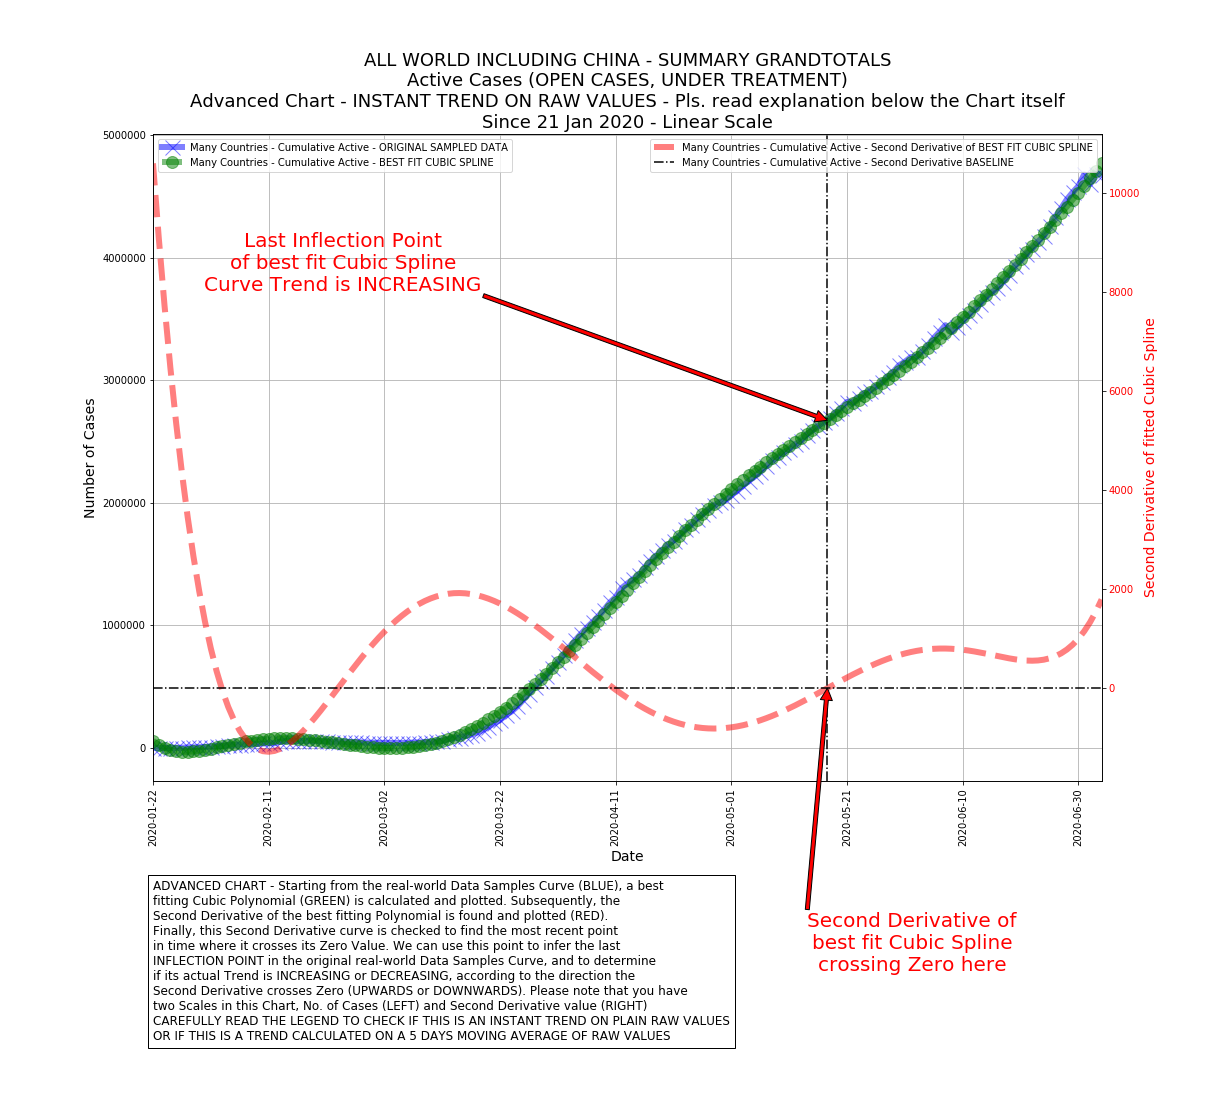 ALL WORLD INCLUDING CHINA - SUMMARY GRANDTOTALS
Active Cases (OPEN CASES, UNDER TREATMENT)
Advanced Chart - INSTANT TREND ON RAW VALUES - Pls. read explanation below the Chart itself
Since 21 Jan 2020 - Linear Scale
Many Countries - Cumulative Active - ORIGINAL SAMPLED DATA
Many Countries - Cumulative Active - BEST FIT CUBIC SPLINE
Many Countries - Cumulative Active - Second Derivative of BEST FIT CUBIC SPLINE
Many Countries - Cumulative Active - Second Derivative BASELINE
Last Inflection Point
of best fit Cubic Spline
Curve Trend is INCREASING
Number of Cases
5000000
4000000
3000000
2000000
1000000
0
Second Derivative of fitted Cubic Spline
10000
8000
6000
4000
2000
0
2020-01-22
2020-02-11
2020-03-02
2020-03-22
2020-04-11
2020-05-01
2020-05-21
2020-06-10
2020-06-30
Date
Second Derivative of
best fit Cubic Spline
crossing Zero here
ADVANCED CHART - Starting from the real-world Data Samples Curve (BLUE), a best
fitting Cubic Polynomial (GREEN) is calculated and plotted. Subsequently, the
Second Derivative of the best fitting Polynomial is found and plotted (RED).
Finally, this Second Derivative curve is checked to find the most recent point
in time where it crosses its Zero Value. We can use this point to infer the last
INFLECTION POINT in the original real-world Data Samples Curve, and to determine
if its actual Trend is INCREASING or DECREASING, according to the direction the
Second Derivative crosses Zero (UPWARDS or DOWNWARDS). Please note that you have
two Scales in this Chart, No. of Cases (LEFT) and Second Derivative value (RIGHT)
CAREFULLY READ THE LEGEND TO CHECK IF THIS IS AN INSTANT TREND ON PLAIN RAW VALUES
OR IF THIS IS A TREND CALCULATED ON A 5 DAYS MOVING AVERAGE OF RAW VALUES